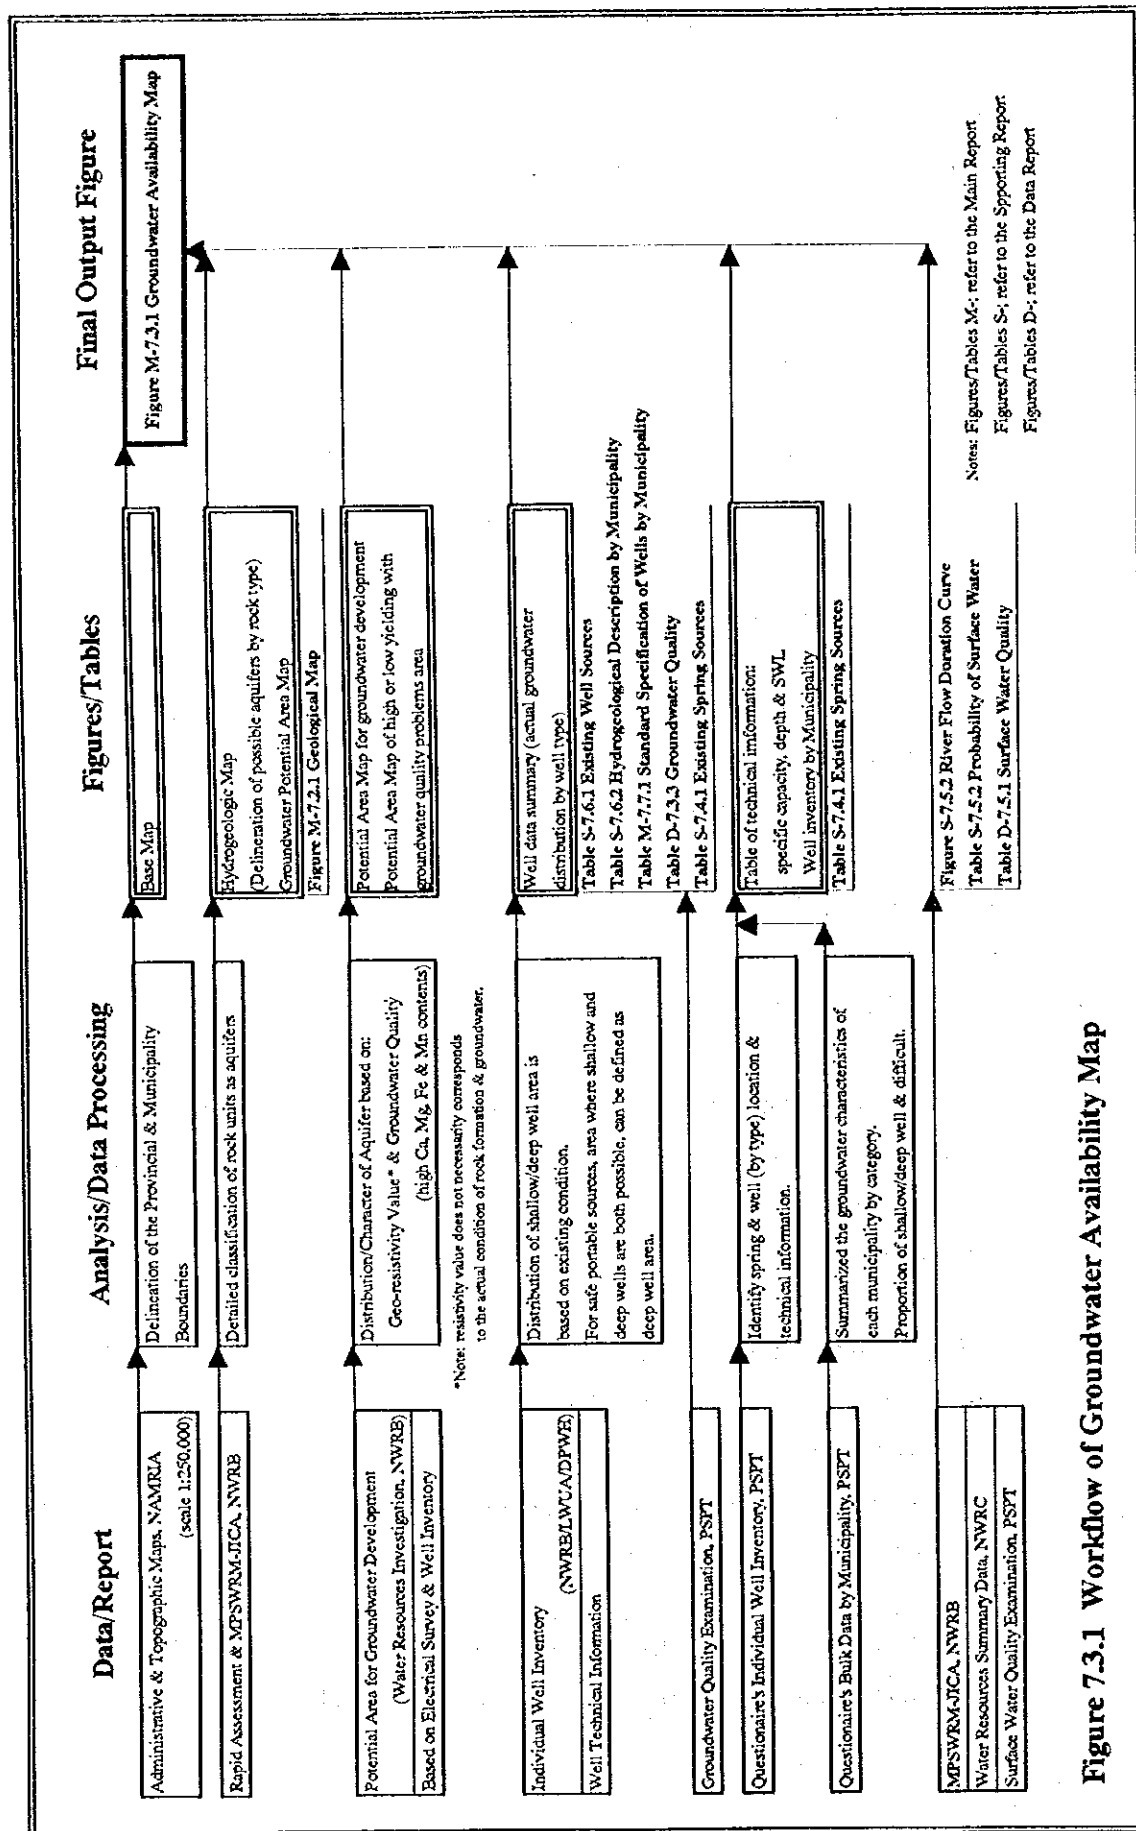 Data/Report
Analysis/Data Processing
Figures/Tables
Final Output Figure
Administrative & Topographic Maps, NAMRIA
(scale 1:250,000)
Delineation of the Provincial & Municipality
Boundaries
Base Map
Figure M-7.3.1 Groundwater Availability Map
Rapid Assessment & MPSWRM-JICA, NWRB
Detailed classification of rock units as aquifers
Hydrogeologic Map
(Delineration of possible aquifers by rock type)
Groundwater Potential Area Map
Figure M-7.2.1 Geological Map
Potential Area for Groundwater Development
(Water Resources Investigation, NWRB)
Based on Electrical Survey & Well Inventory
Distribution/Character of Aquifer based on:
Geo-resistivity Value* & Groundwater Quality
(high Ca, Mg, Fe & Mn contents)
*Note: resistivity value does not necessarity corresponds
to the actual condition of rock formation & groundwater.
Potential Area Map for groundwater development
Potential Area Map of high or low yielding with
groundwater qulity problems area
Individual Well Inventory
(NWRB/LWUA/DPWH)
Well Technical Information
Distribution of shallow/deep well area is
based on existing condition.
For safe portable sources, area where shallow and
deep wells are both possible, can be defined as
deep well area.
Well data summary (actual groundwater
distribution by well type)
Table S-7.6.1 Existing Well Sources
Table S-7.6.2 Hydrogeological Description by Municipality
Table M-7.7.1 Standard Specification of Wells by Municipality
Table D-7.3.3 Groundwater Quality
Table S-7.4.1 Existing Spring Sources
Groundwater Quality Examination, PSPT
Questionaire's Individual Well Inventory, PSPT
Identify spring & well (by type) location &
technical information.
Table of technical imformation:
specific capacity, depth & SWL
Well inventory by Municipality
Table S-7.4.1 Existing Spring Sources
Questionaire's Bulk Data by Municipality, PSPT
Summarized the groundwater characteristics of
each municipality by category.
Proportion of shallow/deep well & difficult.
MPSWRM-JICA, NWRB
Water Resources Summary Data, NWRC
Surface Water Quality Examination, PSPT
Figure S-7.5.2 River Flow Doration Curve
Table S-7.5.2 Probability of Surface Water
Table D-7.5.1 Surface Water Quality
Notes: Figures/Tables M-; refer to the Main Report
Figures/Tables S-; refer to the Spporting Report
Figures/Tables D-; refer to the Data Report
Figure 7.3.1 Workflow of Groundwater Availability Map